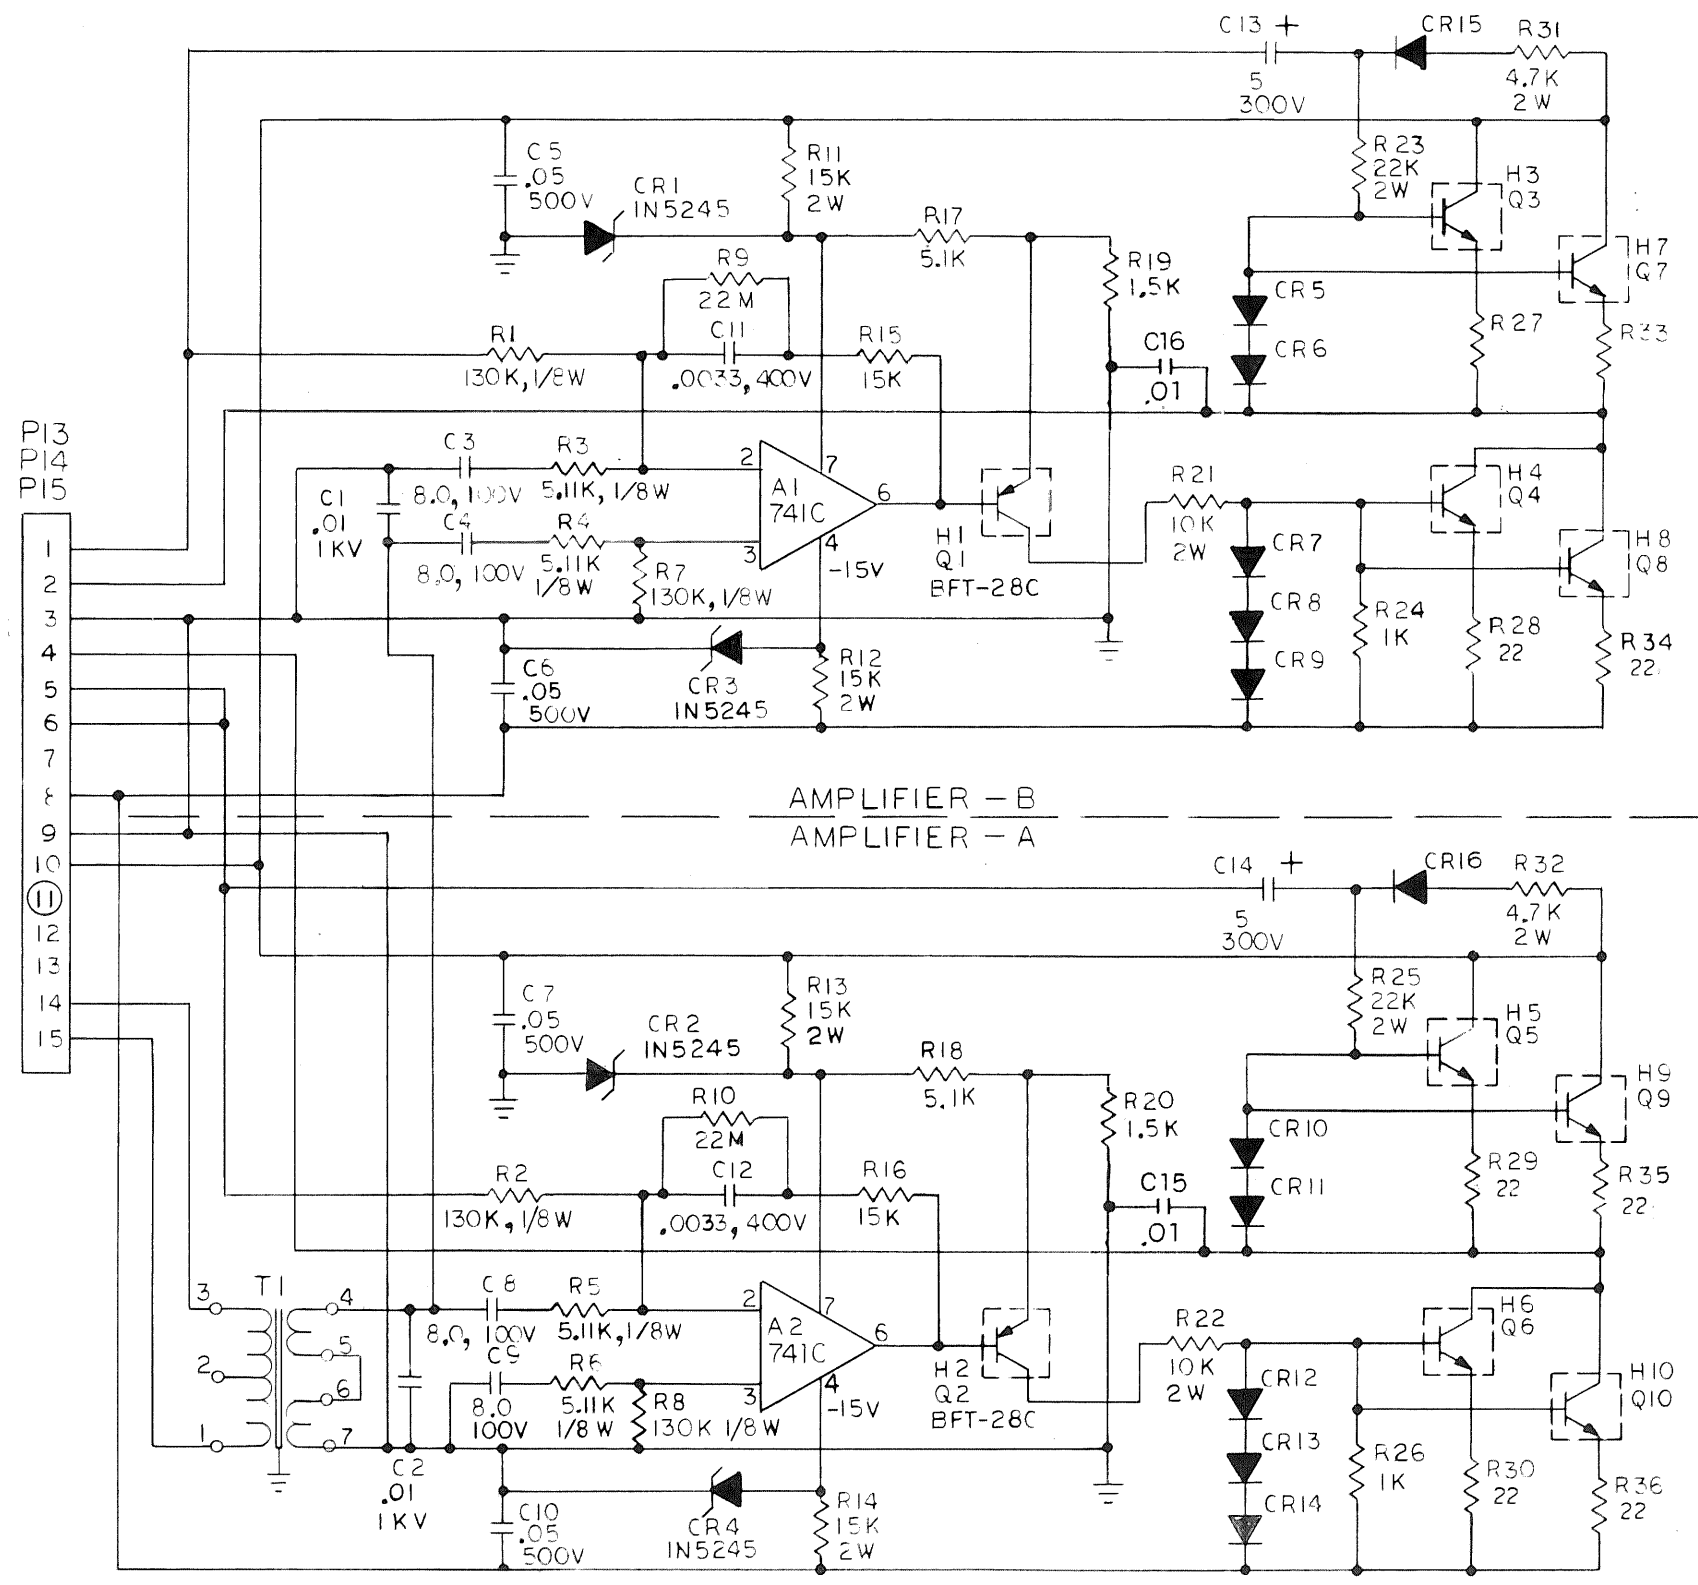 C13 +
5
300V
CR15
R31
4.7K
2W
C5
.05
500V
CR1
1N5245
R11
15K
2W
R23
22K
2W
H3
Q3
R17
5.1K
R19
1.5K
H7
Q7
R9
22M
C11
.0033, 400V
R1
130K, 1/8W
R15
15K
C16
.01
CR5
CR6
R27
R33
P13
P14
P15
C3
8.0, 100V
R3
5.11K, 1/8W
C1
.01
1KV
C4
8.0, 100V
R4
5.11K
1/8W
R7
130K, 1/8W
2
3
A1
741C
7
6
4
-15V
H1
Q1
BFT-28C
R21
10K
2W
H4
Q4
H8
Q8
CR7
CR8
CR9
R24
1K
R28
22
R34
22
C6
.05
500V
CR3
1N5245
R12
15K
2W
1
2
3
4
5
6
7
8
9
10
11
12
13
14
15
AMPLIFIER - B
AMPLIFIER - A
C14 +
5
300V
CR16
R32
4.7K
2W
C7
.05
500V
CR2
1N5245
R13
15K
2W
R25
22K
2W
H5
Q5
R18
5.1K
R20
1.5K
H9
Q9
R10
22M
C12
.0033, 400V
R2
130K, 1/8W
R16
15K
C15
.01
CR10
CR11
R29
22
R35
22
T1
3
2
1
4
5
6
7
C8
8.0, 100V
R5
5.11K, 1/8W
C9
8.0
100V
R6
5.11K
1/8W
R8
130K 1/8W
2
3
A2
741C
7
6
4
-15V
H2
Q2
BFT-28C
R22
10K
2W
H6
Q6
H10
Q10
CR12
CR13
CR14
R26
1K
R30
22
R36
22
C2
.01
1KV
C10
.05
500V
CR4
1N5245
R14
15K
2W